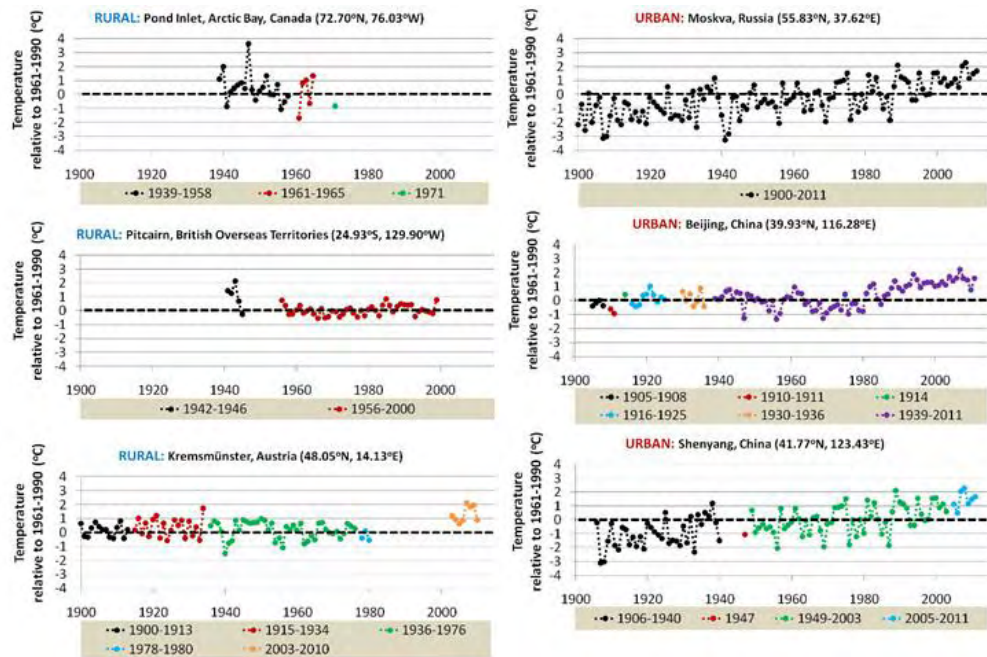 RURAL: Pond Inlet, Arctic Bay, Canada (72.70°N, 76.03°W)
Temperature
relative to 1961-1990 (°C)
4
3
2
1
0
-1
-2
-3
-4
1900 1920 1940 1960 1980 2000
1939-1958 1961-1965 1971
URBAN: Moskva, Russia (55.83°N, 37.62°E)
Temperature
relative to 1961-1990 (°C)
4
3
2
1
0
-1
-2
-3
-4
1900 1920 1940 1960 1980 2000
1900-2011
RURAL: Pitcairn, British Overseas Territories (24.93°S, 129.90°W)
Temperature
relative to 1961-1990 (°C)
4
3
2
1
0
-1
-2
-3
-4
1900 1920 1940 1960 1980 2000
1942-1946 1956-2000
URBAN: Beijing, China (39.93°N, 116.28°E)
Temperature
relative to 1961-1990 (°C)
4
3
2
1
0
-1
-2
-3
-4
1900 1920 1940 1960 1980 2000
1905-1908 1910-1911 1914
1916-1925 1930-1936 1939-2011
RURAL: Kremsmünster, Austria (48.05°N, 14.13°E)
Temperature
relative to 1961-1990 (°C)
4
3
2
1
0
-1
-2
-3
-4
1900 1920 1940 1960 1980 2000
1900-1913 1915-1934 1936-1976
1978-1980 2003-2010
URBAN: Shenyang, China (41.77°N, 123.43°E)
Temperature
relative to 1961-1990 (°C)
4
3
2
1
0
-1
-2
-3
-4
1900 1920 1940 1960 1980 2000
1906-1940 1947 1949-2003 2005-2011